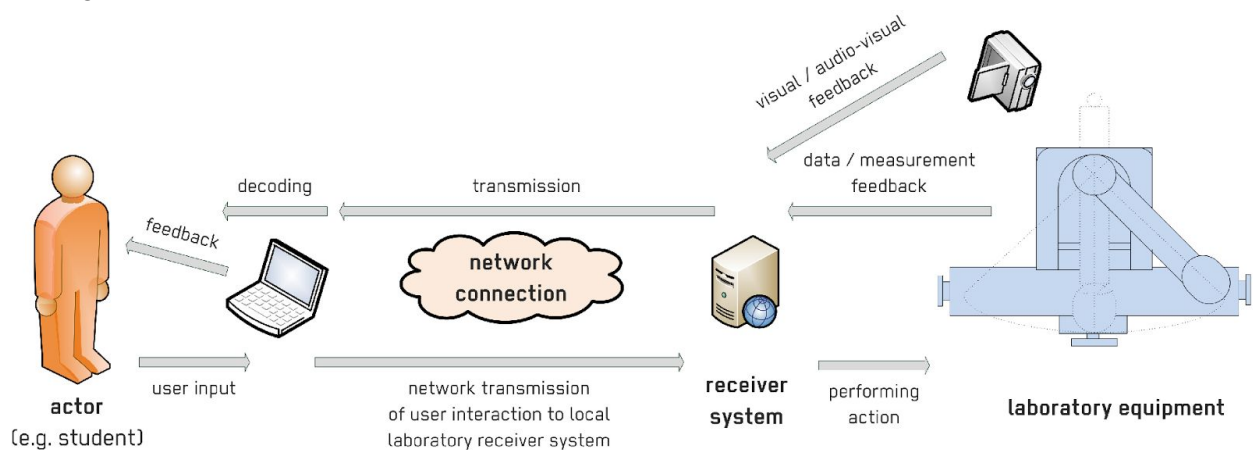 visual / audio-visual
feedback
data / measurement
feedback
decoding
transmission
feedback
network
connection
user input
network transmission
of user interaction to local
laboratory receiver system
receiver
system
performing
action
laboratory equipment
actor
(e.g. student)